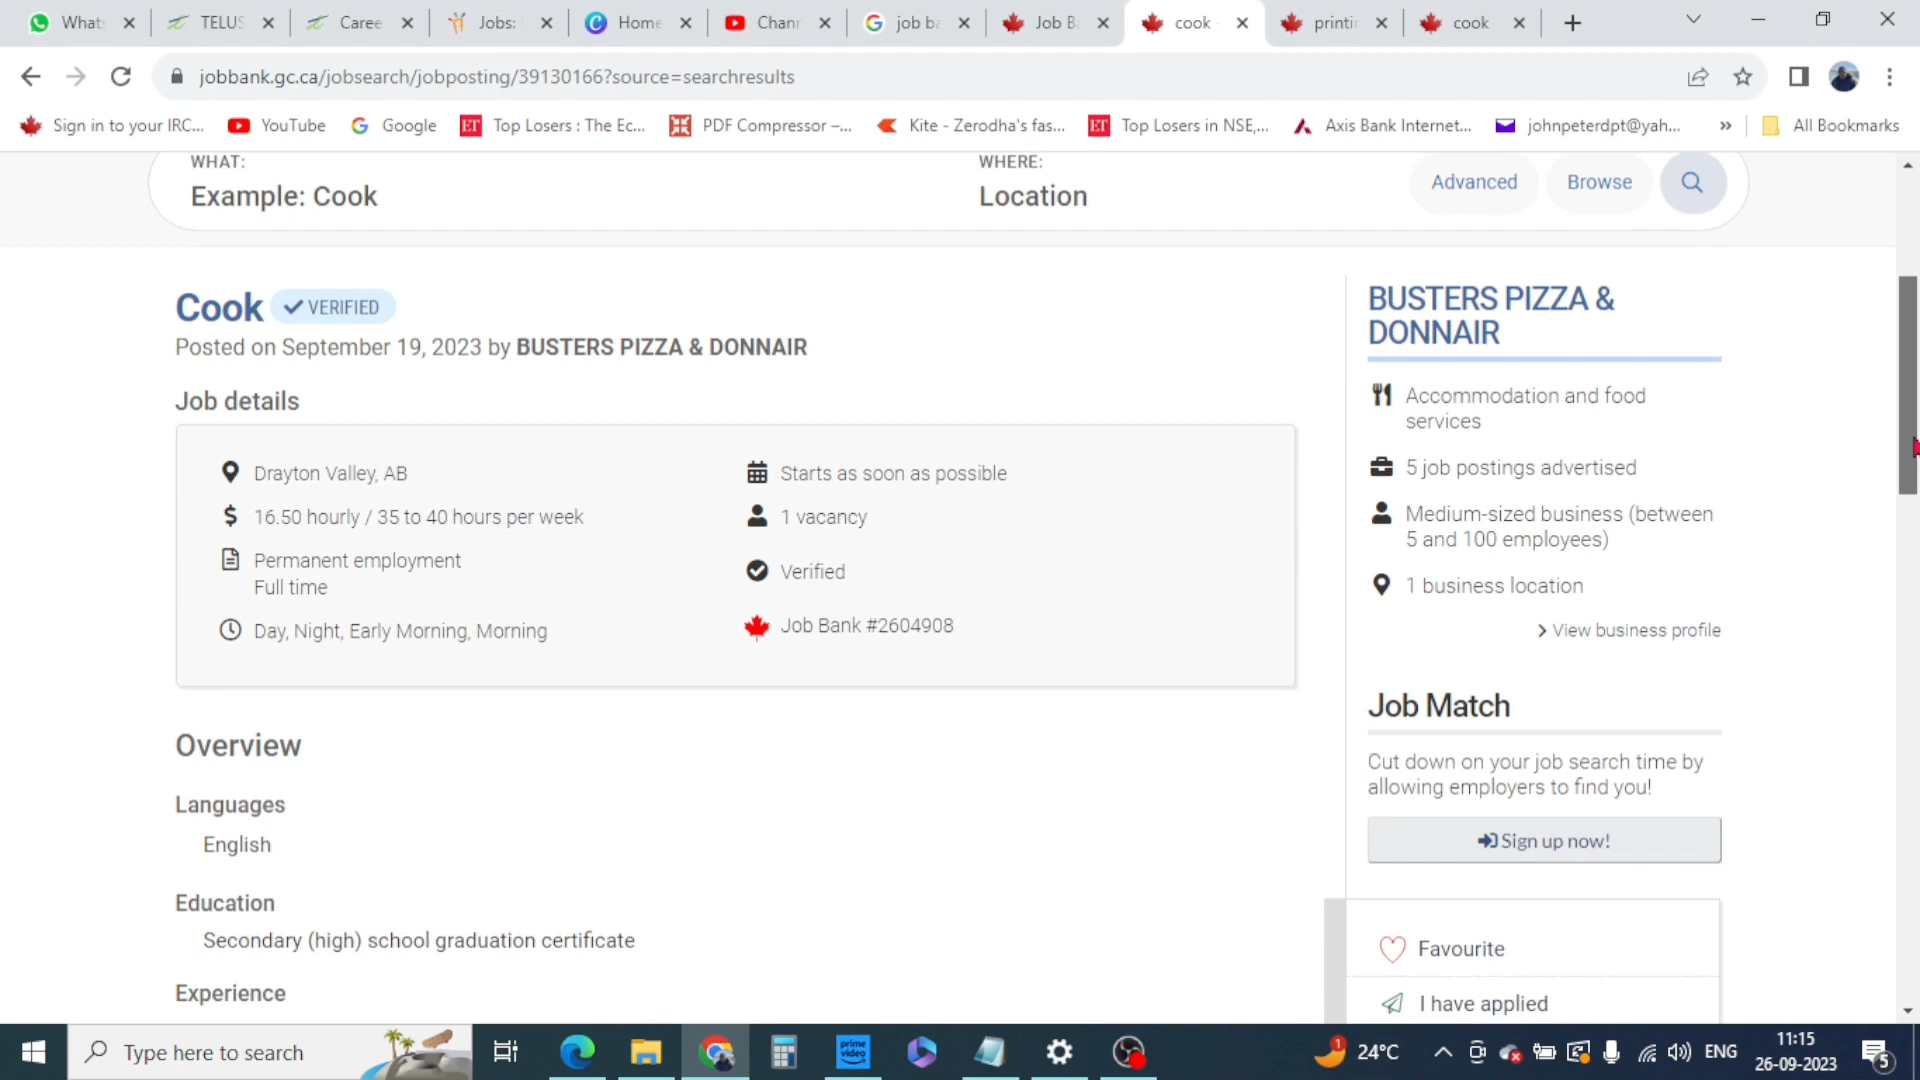 What:
TELUS
Caree
Jobs:
Home
Chann
job ba
Job Ba
cook -
printi
cook
jobbank.gc.ca/jobsearch/jobposting/39130166?source=searchresults
Sign in to your IRC...
YouTube
Google
ET
Top Losers : The Ec...
PDF Compressor –...
Kite - Zerodha's fas...
ET
Top Losers in NSE,...
Axis Bank Internet...
johnpeterdpt@yah...
»
All Bookmarks
WHAT:
Example: Cook
WHERE:
Location
Advanced
Browse
Cook
VERIFIED
Posted on September 19, 2023 by BUSTERS PIZZA & DONNAIR
Job details
Drayton Valley, AB
16.50 hourly / 35 to 40 hours per week
Permanent employment
Full time
Day, Night, Early Morning, Morning
Starts as soon as possible
1 vacancy
Verified
Job Bank #2604908
Overview
Languages
English
Education
Secondary (high) school graduation certificate
Experience
BUSTERS PIZZA &
DONNAIR
Accommodation and food
services
5 job postings advertised
Medium-sized business (between
5 and 100 employees)
1 business location
View business profile
Job Match
Cut down on your job search time by
allowing employers to find you!
Sign up now!
Favourite
I have applied
Type here to search
prime
video
1
24°C
ENG
11:15
26-09-2023
5